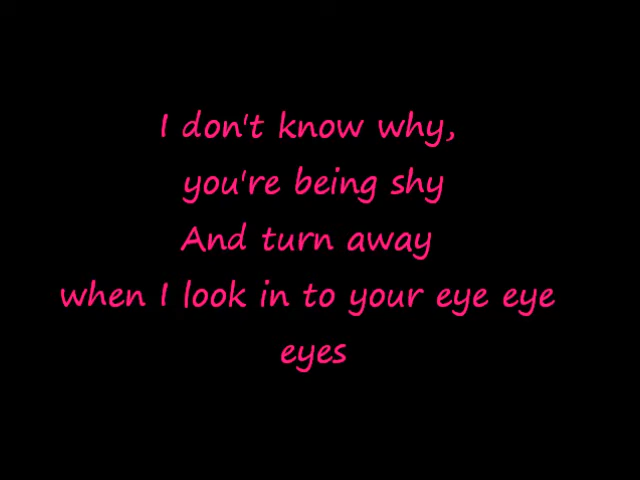 I don't know why,
you're being shy
And turn away
when I look in to your eye eye
eyes